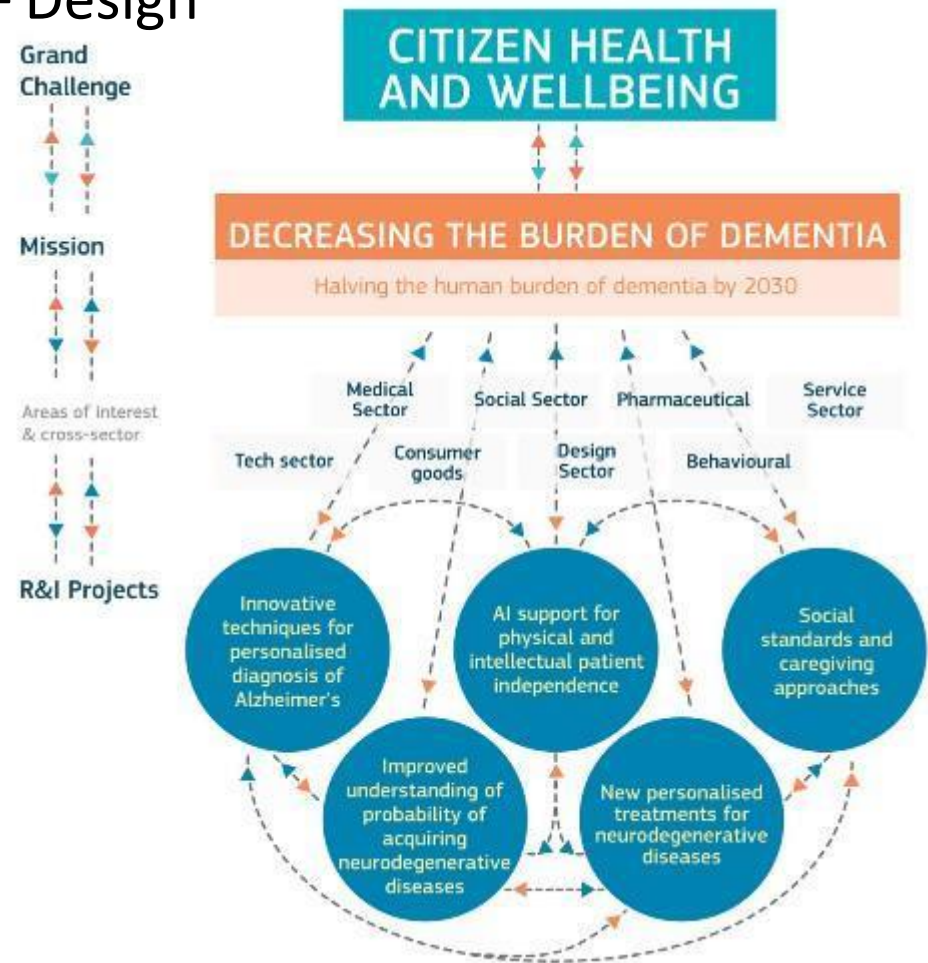 - Design
Grand
Challenge
CITIZEN HEALTH
AND WELLBEING
Mission
DECREASING THE BURDEN OF DEMENTIA
Halving the human burden of dementia by 2030
Areas of interest
& cross-sector
Medical
Sector
Social Sector
Pharmaceutical
Service
Sector
Tech sector
Consumer
goods
Design
Sector
Behavioural
R&I Projects
Innovative
techniques for
personalised
diagnosis of
Alzheimer's
AI support for
physical and
intellectual patient
independence
Social
standards and
caregiving
approaches
Improved
understanding of
probability of
acquiring
neurodegenerative
diseases
New personalised
treatments for
neurodegenerative
diseases